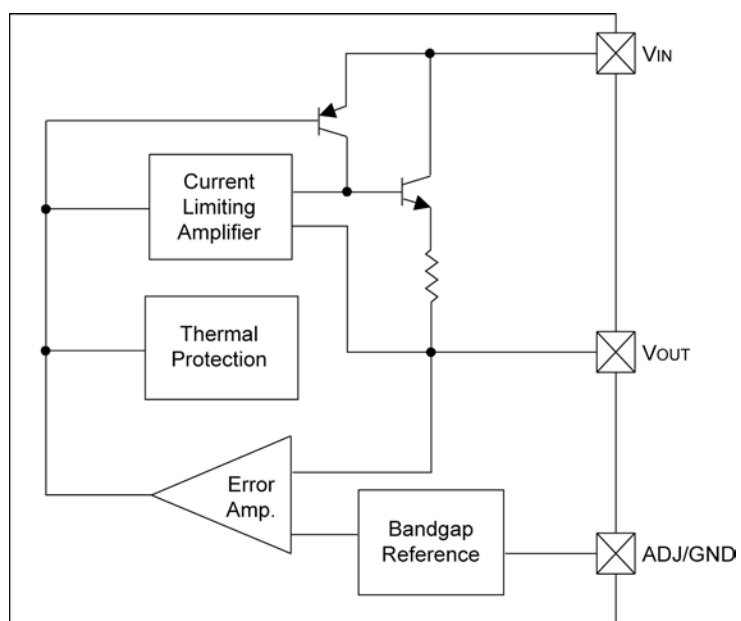 VIN
Current
Limiting
Amplifier
Thermal
Protection
VOUT
Error
Amp.
Bandgap
Reference
ADJ/GND